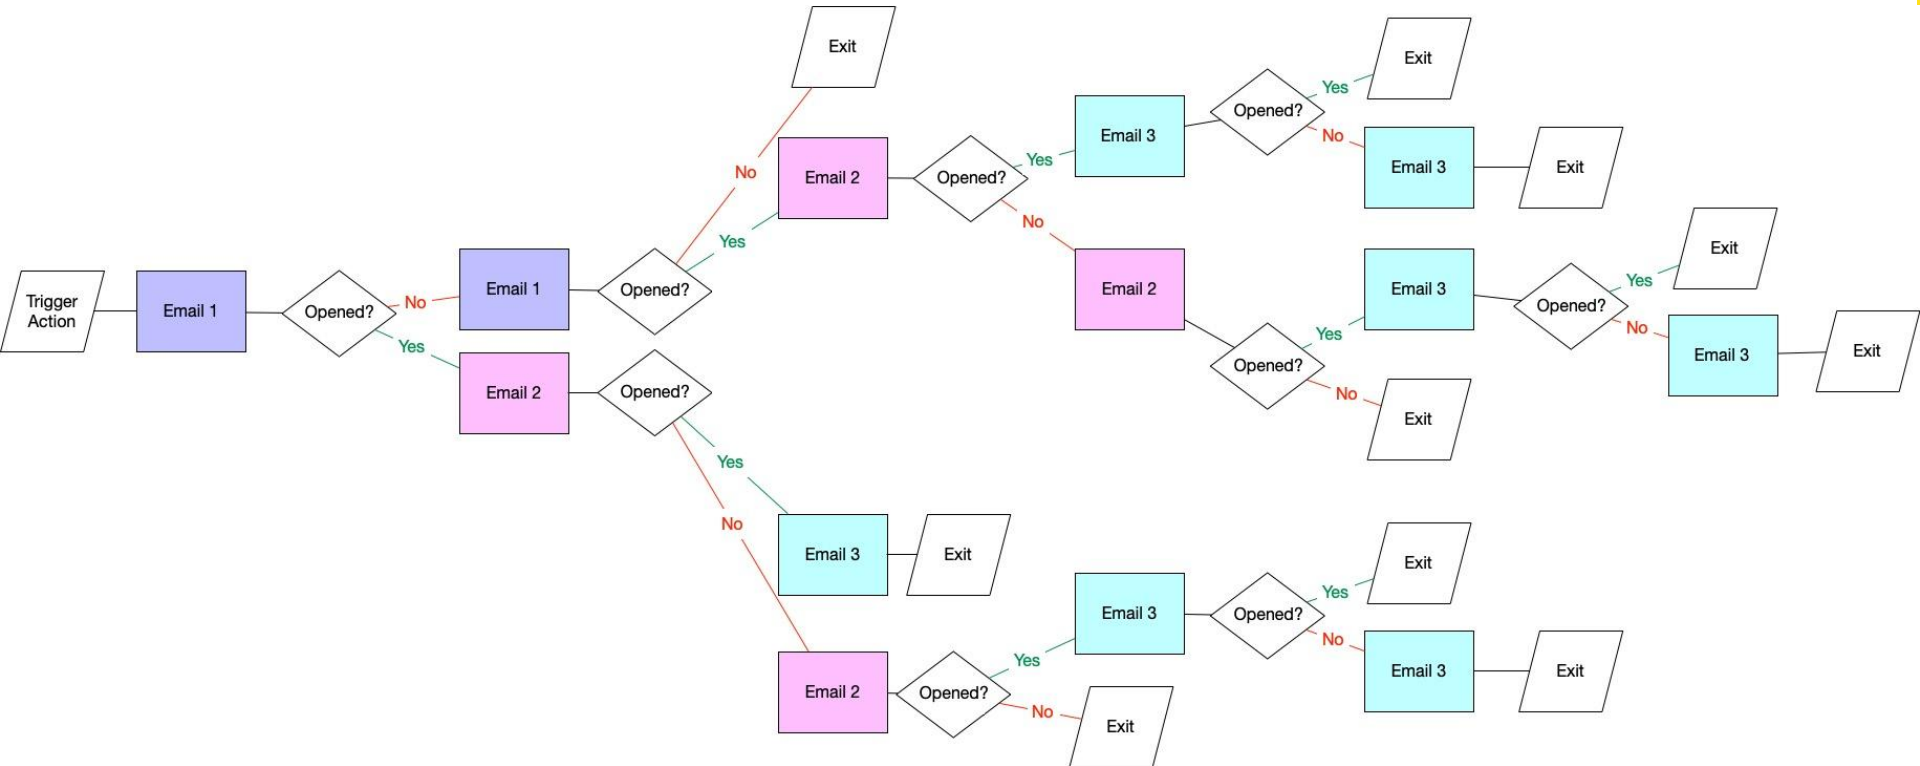 Exit
Exit
Yes
Opened?
Email 3
No
Email 3
Exit
Email 2
Opened?
Yes
No
No
Yes
Exit
Trigger
Action
Email 1
Opened?
No
Email 1
Opened?
Email 2
Email 3
Opened?
Yes
No
Email 3
Exit
Yes
Email 2
Opened?
Opened?
Yes
No
Exit
Yes
No
Email 3
Exit
Exit
Email 3
Opened?
Yes
No
Email 3
Exit
Email 2
Opened?
Yes
No
Exit